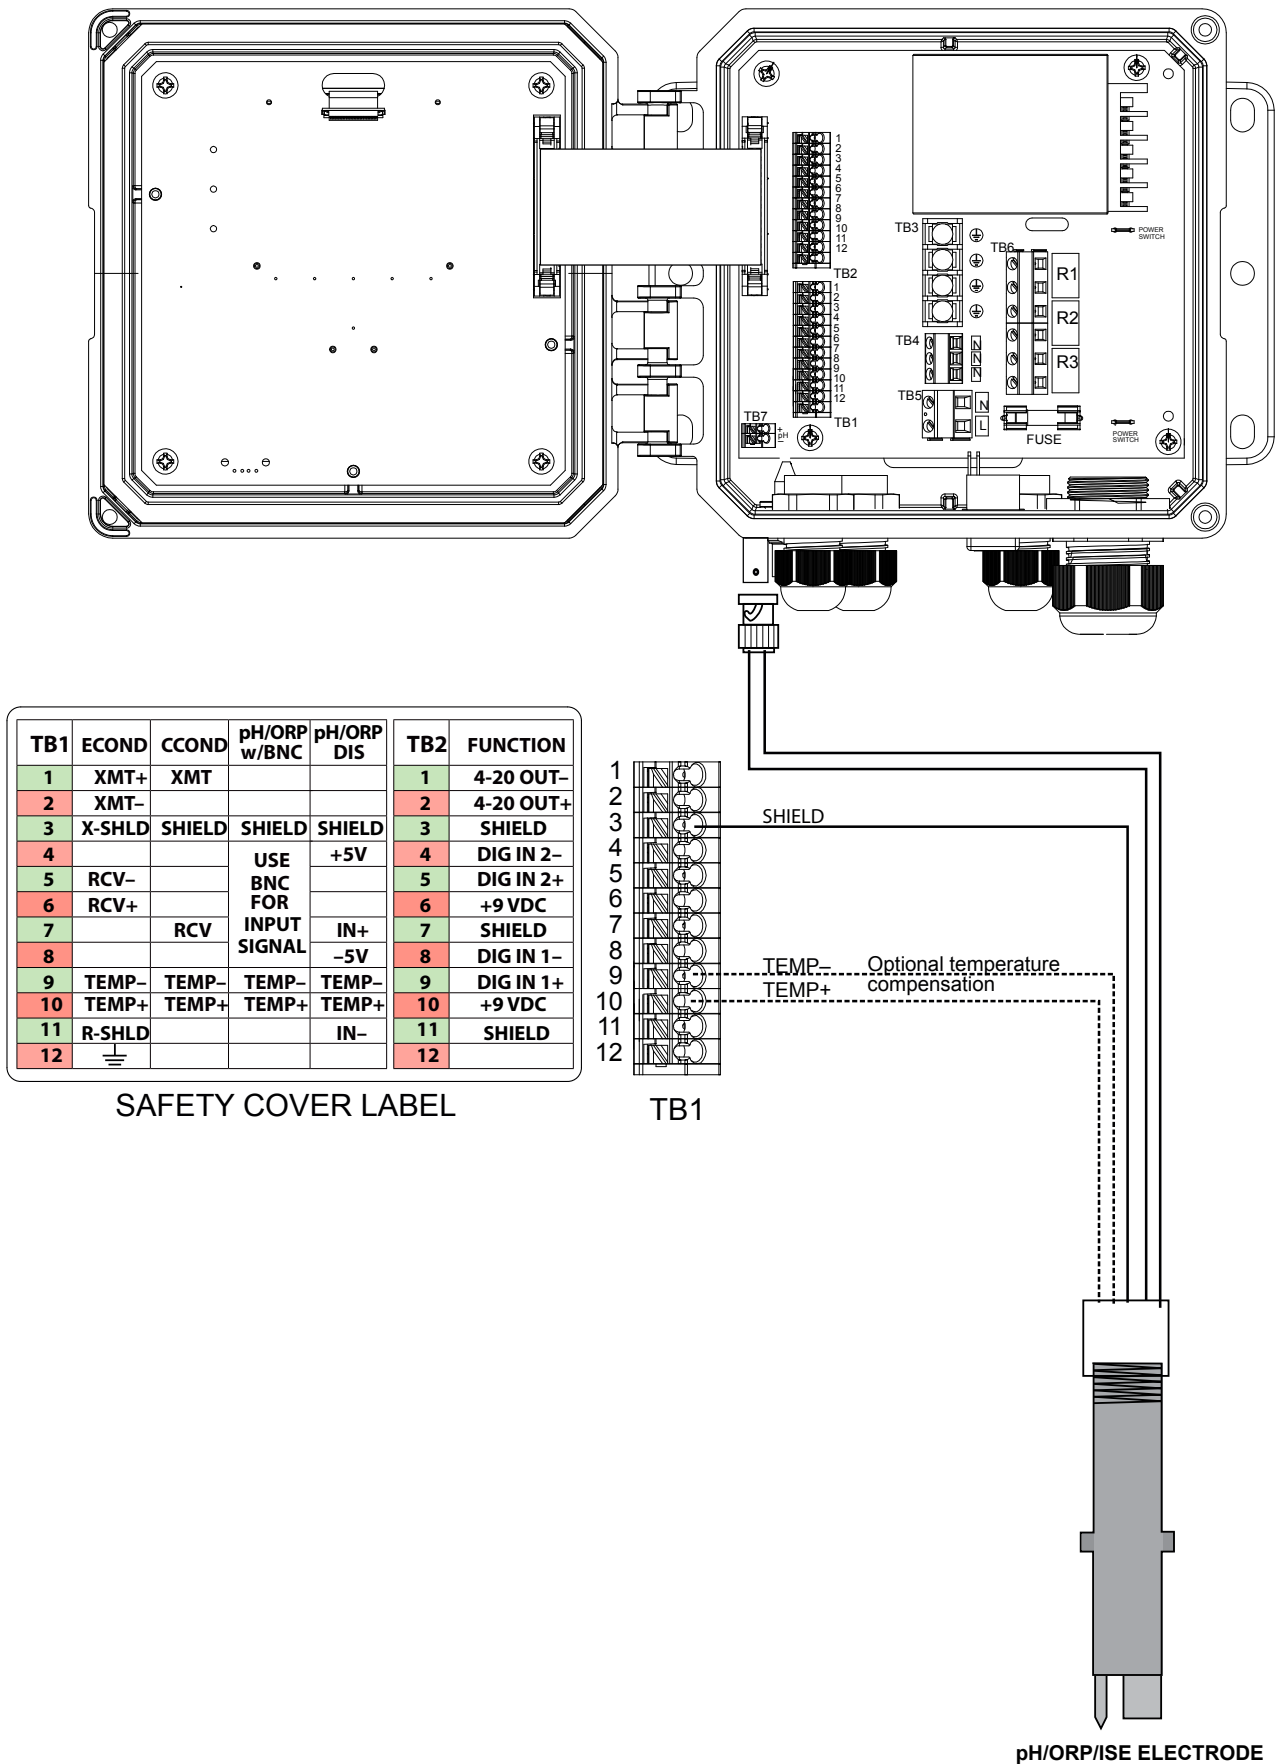 1
2
3
4
5
6
7
8
9
10
11
12
TB2
1
2
3
4
5
6
7
8
9
10
11
12
TB1
TB7
+
pH
–
TB3
TB4
N
N
N
TB5
N
L
TB6
R1
R2
R3
FUSE
POWER
SWITCH
POWER
SWITCH
TB1 ECOND CCOND pH/ORP w/BNC pH/ORP DIS TB2 FUNCTION
1 XMT+ XMT 1 4-20 OUT–
2 XMT– 2 4-20 OUT+
3 X-SHLD SHIELD SHIELD SHIELD 3 SHIELD
4 USE +5V 4 DIG IN 2–
5 RCV– BNC 5 DIG IN 2+
6 RCV+ FOR 6 +9 VDC
7 RCV INPUT IN+ 7 SHIELD
8 SIGNAL –5V 8 DIG IN 1–
9 TEMP– TEMP– TEMP– TEMP– 9 DIG IN 1+
10 TEMP+ TEMP+ TEMP+ TEMP+ 10 +9 VDC
11 R-SHLD IN– 11 SHIELD
12 12
SAFETY COVER LABEL
1
2
3 SHIELD
4
5
6
7
8
9 TEMP– Optional temperature
10 TEMP+ compensation
11
12
TB1
pH/ORP/ISE ELECTRODE